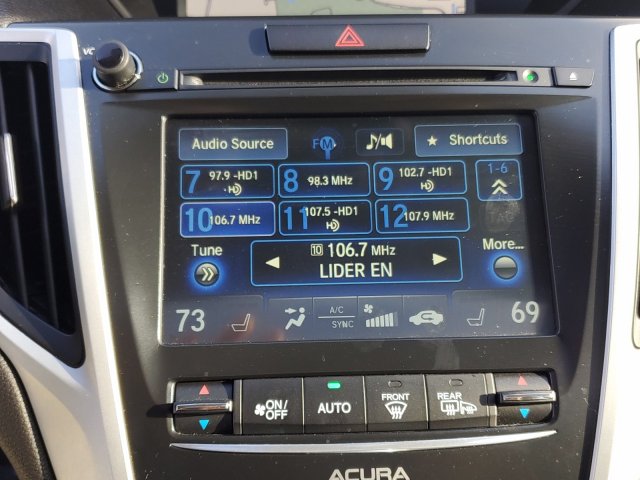 VOL
Audio Source
FM
★ Shortcuts
7 97.9 -HD1
8 98.3 MHz
9 102.7 -HD1
1-6
10 106.7 MHz
11 107.5 -HD1
12 107.9 MHz
Tune
10 106.7 MHz
More...
LIDER EN
73
A/C
SYNC
69
ON/
OFF
AUTO
FRONT
REAR
ACURA